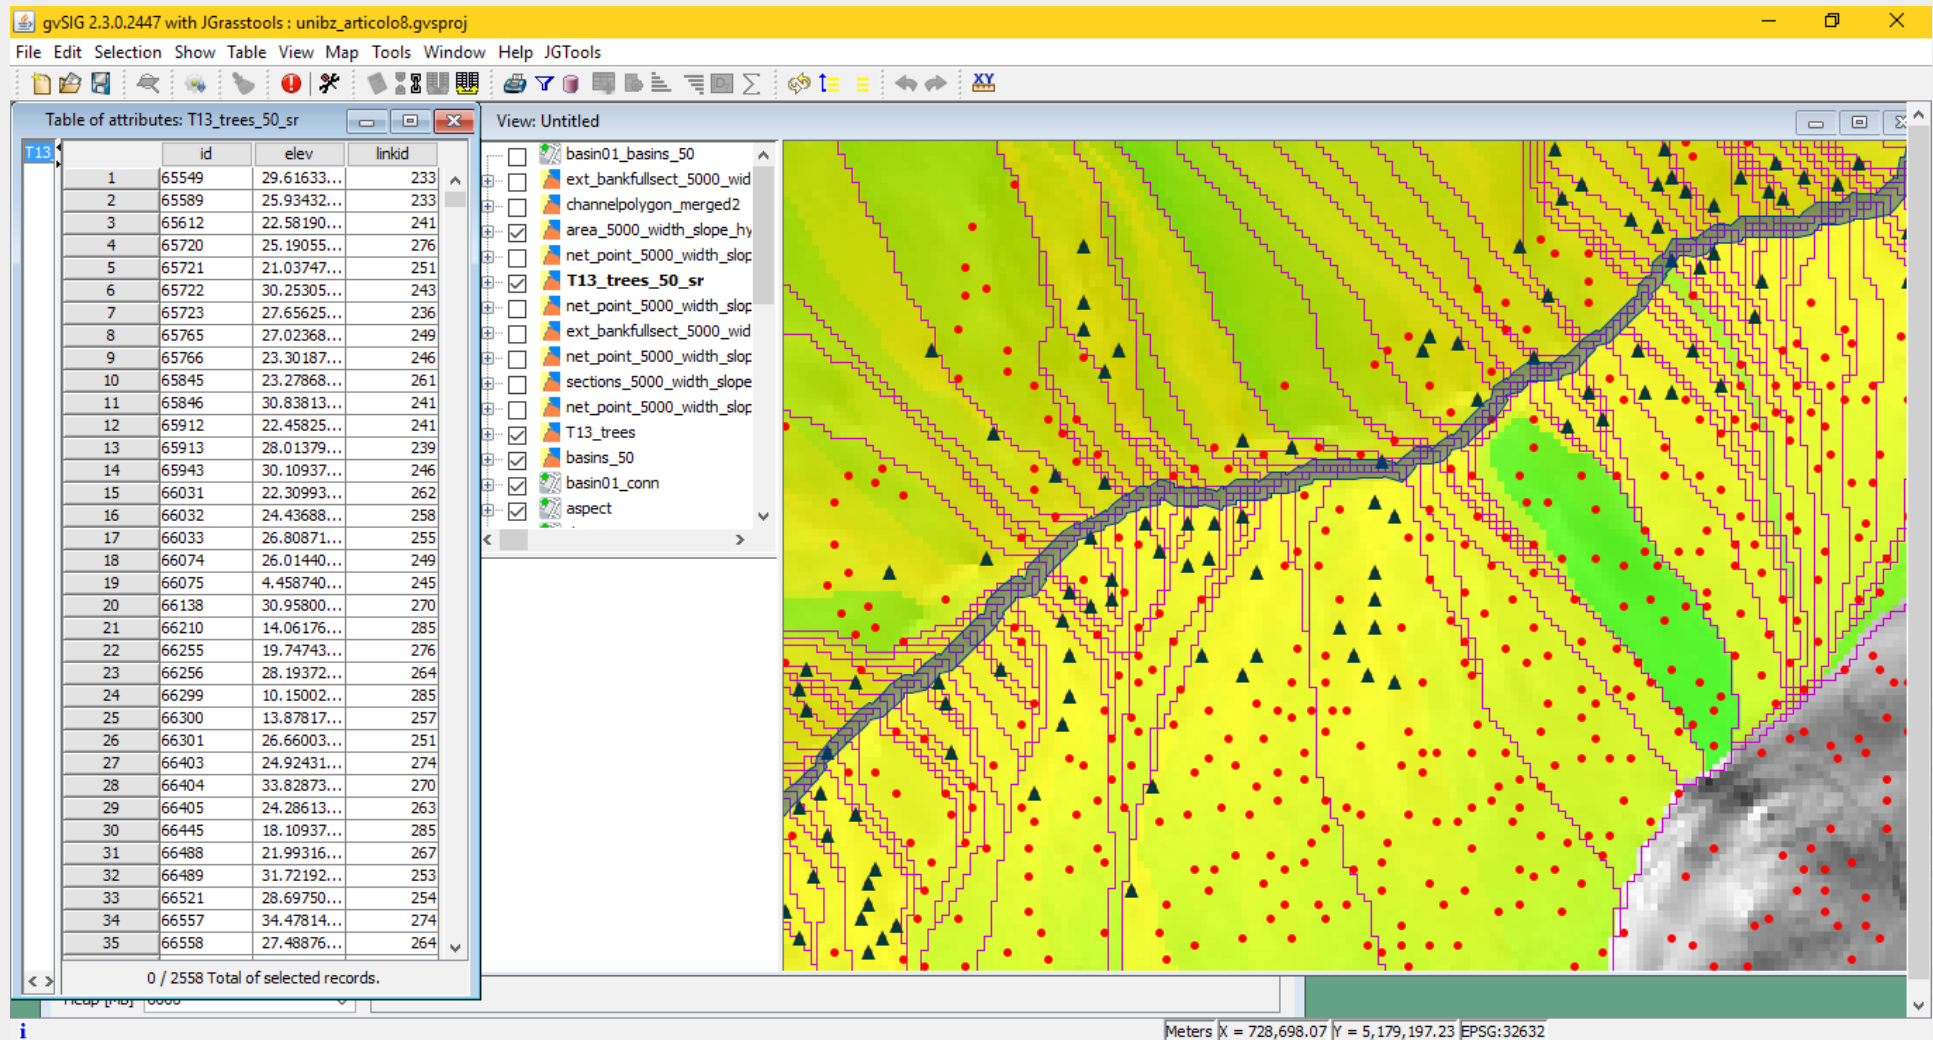 gvSIG 2.3.0.2447 with JGrasstools : unibz_articolo8.gvsproj
File Edit Selection Show Table View Map Tools Window Help JGTools
XY
Table of attributes: T13_trees_50_sr
T13_
id elev linkid
1 65549 29.61633... 233
2 65589 25.93432... 233
3 65612 22.58190... 241
4 65720 25.19055... 276
5 65721 21.03747... 251
6 65722 30.25305... 243
7 65723 27.65625... 236
8 65765 27.02368... 249
9 65766 23.30187... 246
10 65845 23.27868... 261
11 65846 30.83813... 241
12 65912 22.45825... 241
13 65913 28.01379... 239
14 65943 30.10937... 246
15 66031 22.30993... 262
16 66032 24.43688... 258
17 66033 26.80871... 255
18 66074 26.01440... 249
19 66075 4.458740... 245
20 66138 30.95800... 270
21 66210 14.06176... 285
22 66255 19.74743... 276
23 66256 28.19372... 264
24 66299 10.15002... 285
25 66300 13.87817... 257
26 66301 26.66003... 251
27 66403 24.92431... 274
28 66404 33.82873... 270
29 66405 24.28613... 263
30 66445 18.10937... 285
31 66488 21.99316... 267
32 66489 31.72192... 253
33 66521 28.69750... 254
34 66557 34.47814... 274
35 66558 27.48876... 264
0 / 2558 Total of selected records.
View: Untitled
basin01_basins_50
ext_bankfullsect_5000_wid
channelpolygon_merged2
area_5000_width_slope_hy
net_point_5000_width_slop
T13_trees_50_sr
net_point_5000_width_slop
ext_bankfullsect_5000_wid
net_point_5000_width_slop
sections_5000_width_slope
net_point_5000_width_slop
T13_trees
basins_50
basin01_conn
aspect
Meters X = 728,698.07 Y = 5,179,197.23 EPSG:32632